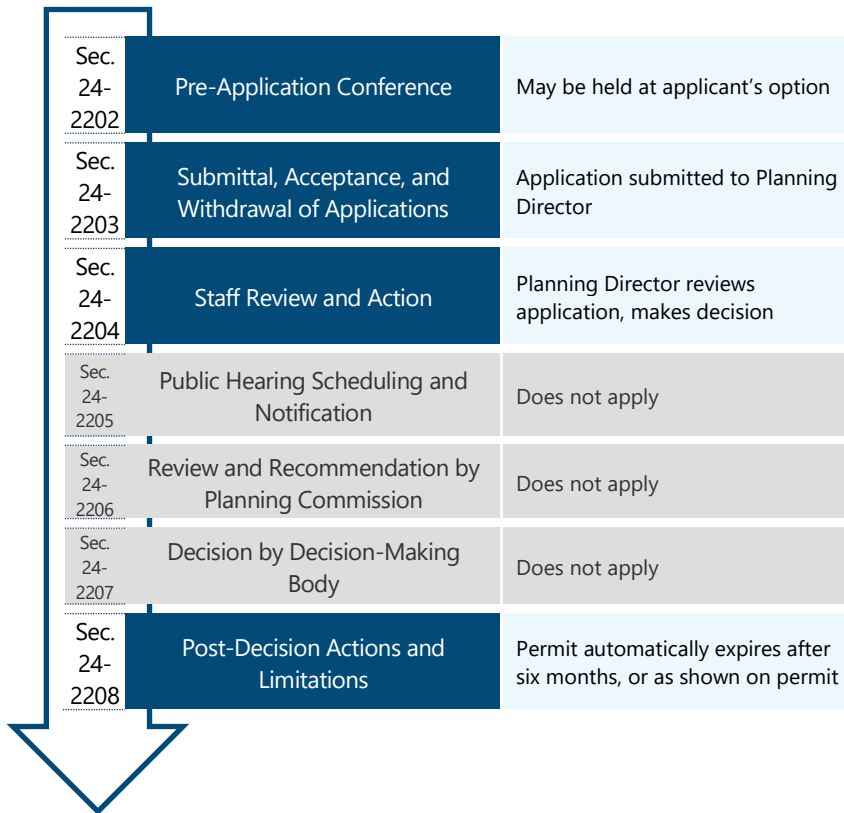 Sec.
24-
2202
Pre-Application Conference
May be held at applicant’s option
Sec.
24-
2203
Submittal, Acceptance, and
Withdrawal of Applications
Application submitted to Planning
Director
Sec.
24-
2204
Staff Review and Action
Planning Director reviews
application, makes decision
Sec.
24-
2205
Public Hearing Scheduling and
Notification
Does not apply
Sec.
24-
2206
Review and Recommendation by
Planning Commission
Does not apply
Sec.
24-
2207
Decision by Decision-Making
Body
Does not apply
Sec.
24-
2208
Post-Decision Actions and
Limitations
Permit automatically expires after
six months, or as shown on permit